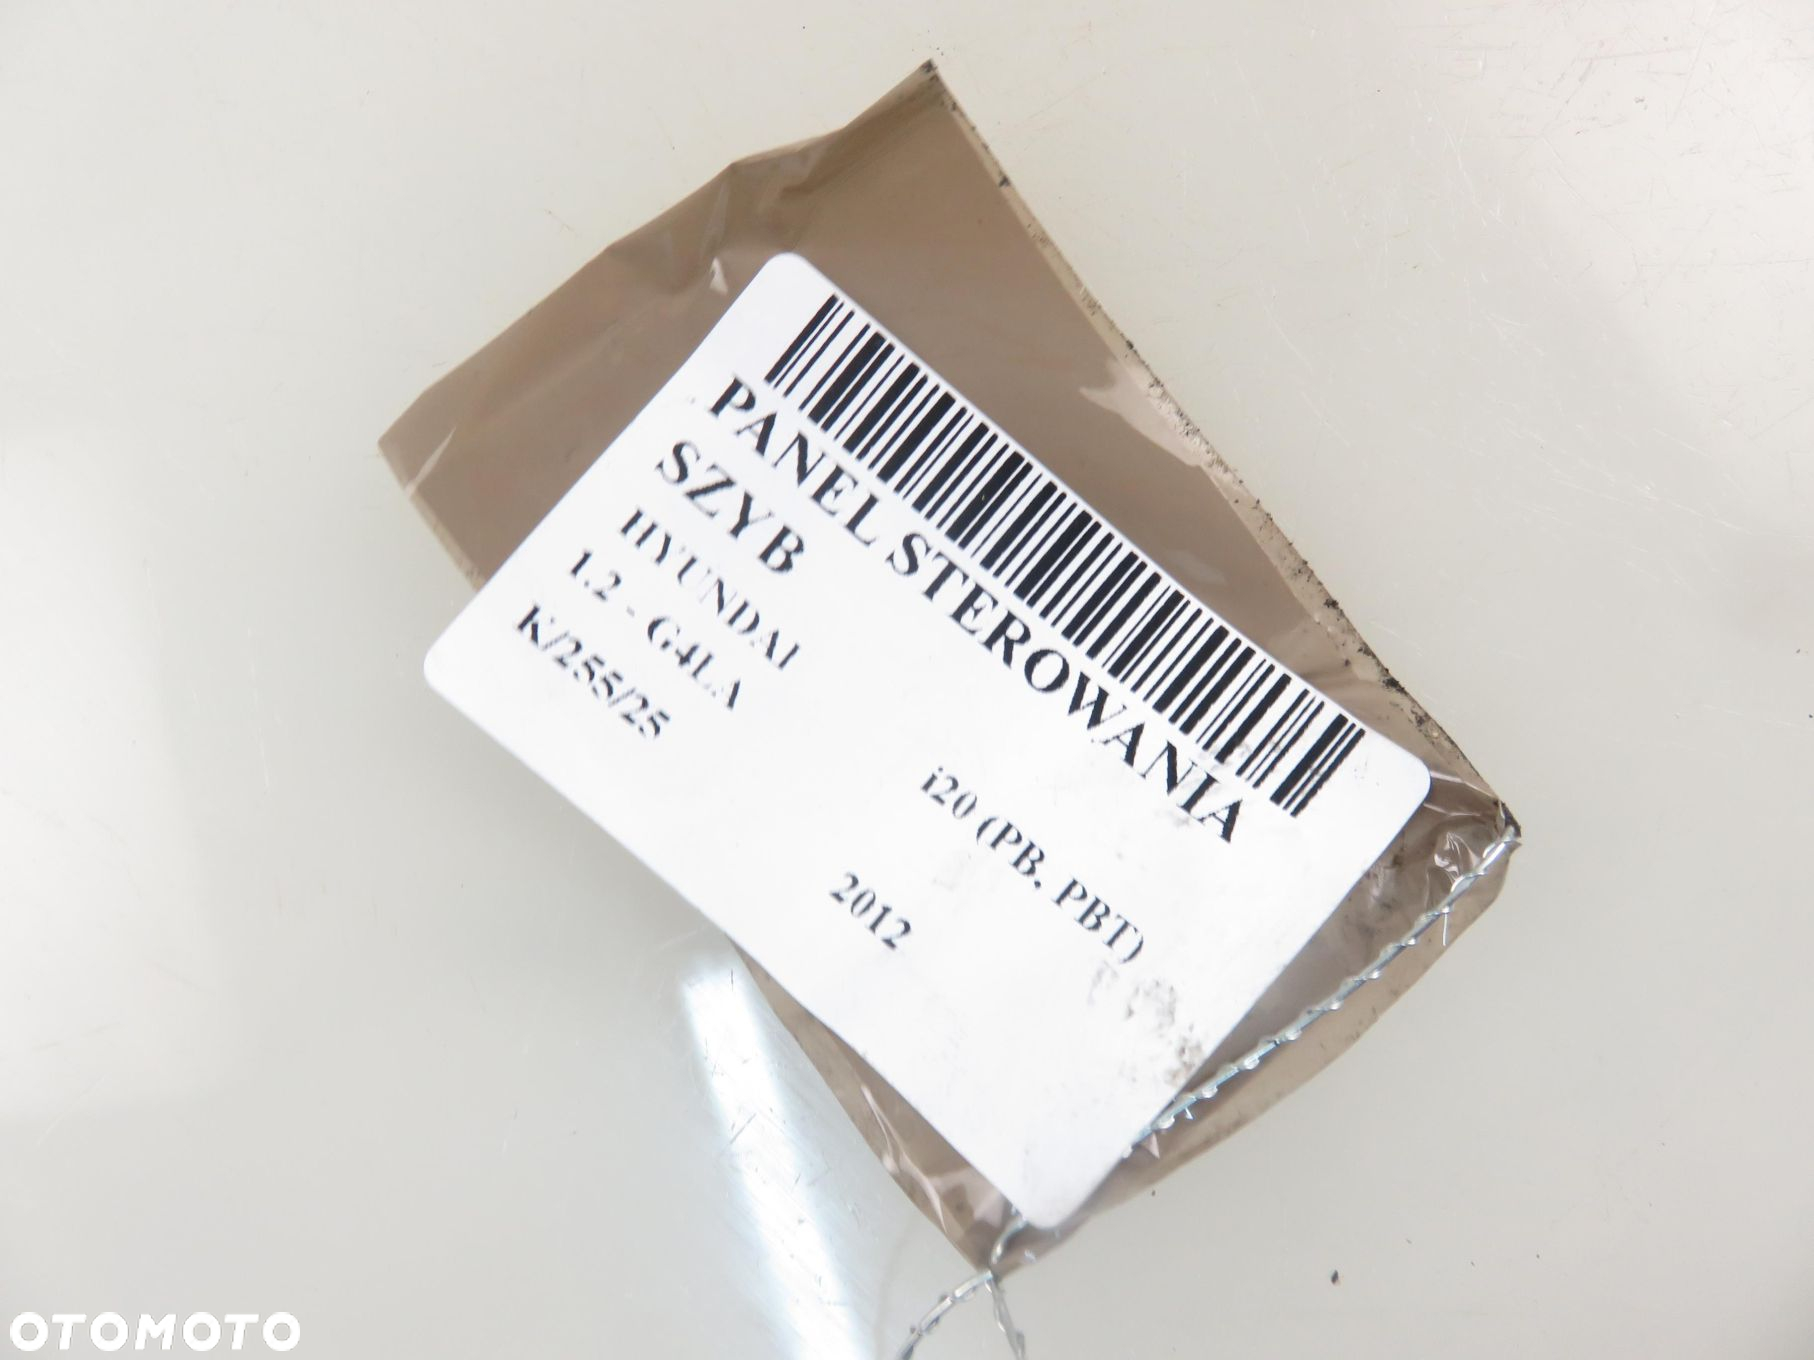 PANEL STEROWANIA
SZYB
HYUNDAI i20 (PB, PBT)
1.2 - G4LA 2012
K/255/25
OTOMOTO